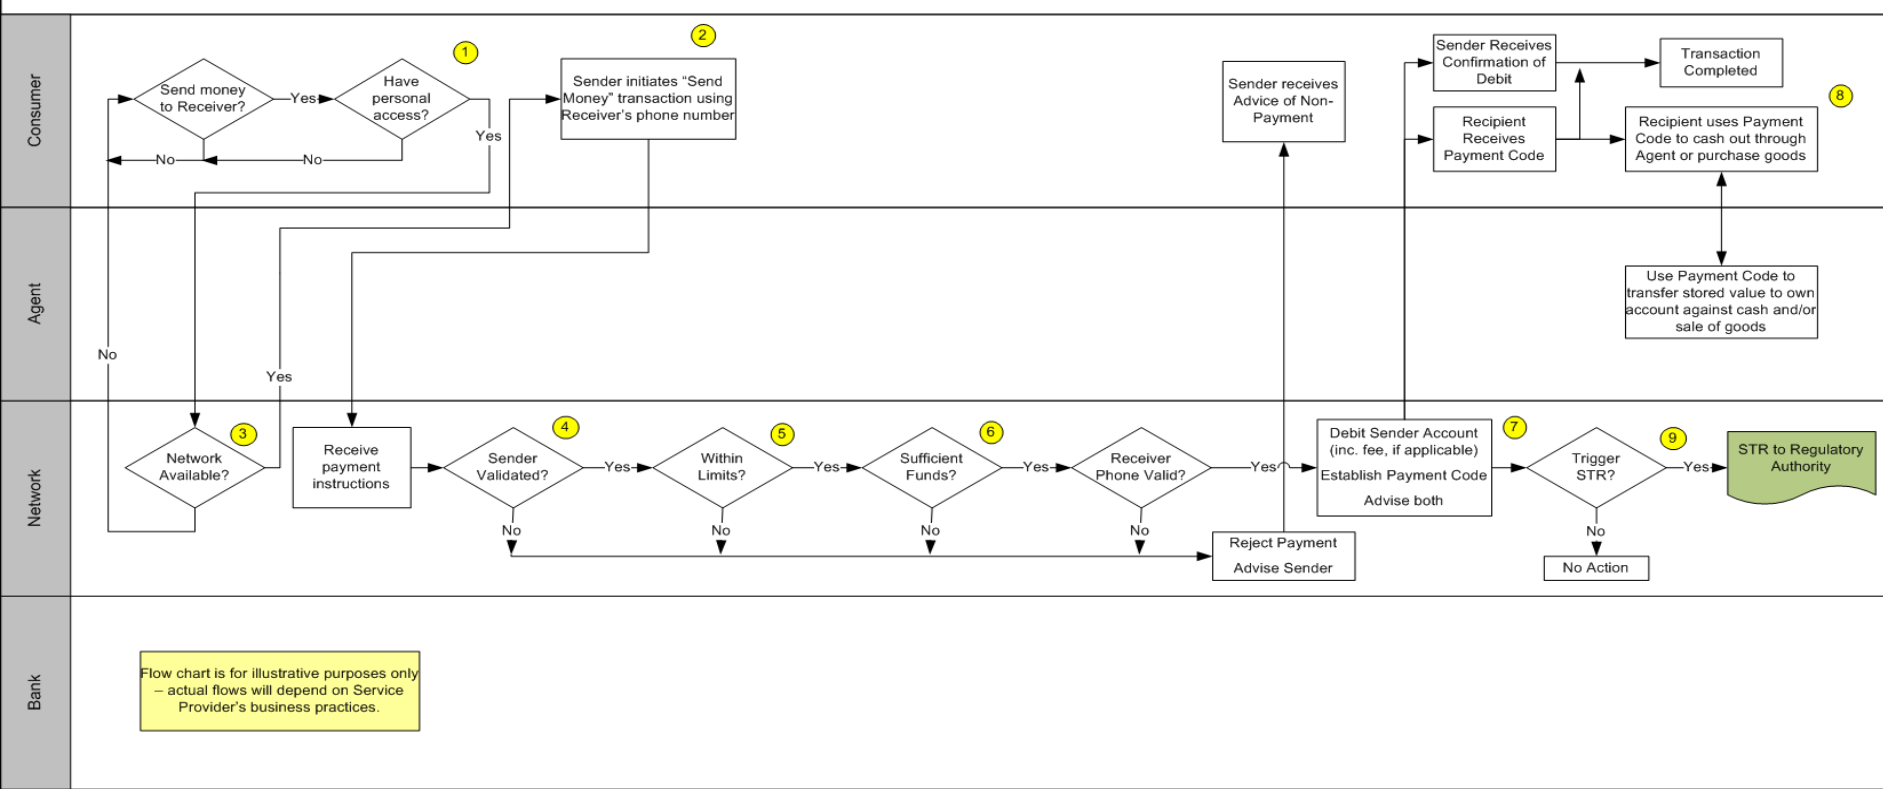 Consumer
Send money
to Receiver?
Yes
Have
personal
access?
1
Yes
No
No
2
Sender initiates “Send
Money” transaction using
Receiver’s phone number
Sender receives
Advice of Non-
Payment
Sender Receives
Confirmation of
Debit
Transaction
Completed
Recipient
Receives
Payment Code
8
Recipient uses Payment
Code to cash out through
Agent or purchase goods
Agent
No
Yes
Use Payment Code to
transfer stored value to own
account against cash and/or
sale of goods
Network
Network
Available?
3
Receive
payment
instructions
Sender
Validated?
4
Yes
No
Within
Limits?
5
Yes
No
Sufficient
Funds?
6
Yes
No
Receiver
Phone Valid?
Yes
No
Reject Payment
Advise Sender
Debit Sender Account
(inc. fee, if applicable)
Establish Payment Code
Advise both
7
Trigger
STR?
9
Yes
No
No Action
STR to Regulatory
Authority
Bank
Flow chart is for illustrative purposes only
– actual flows will depend on Service
Provider’s business practices.